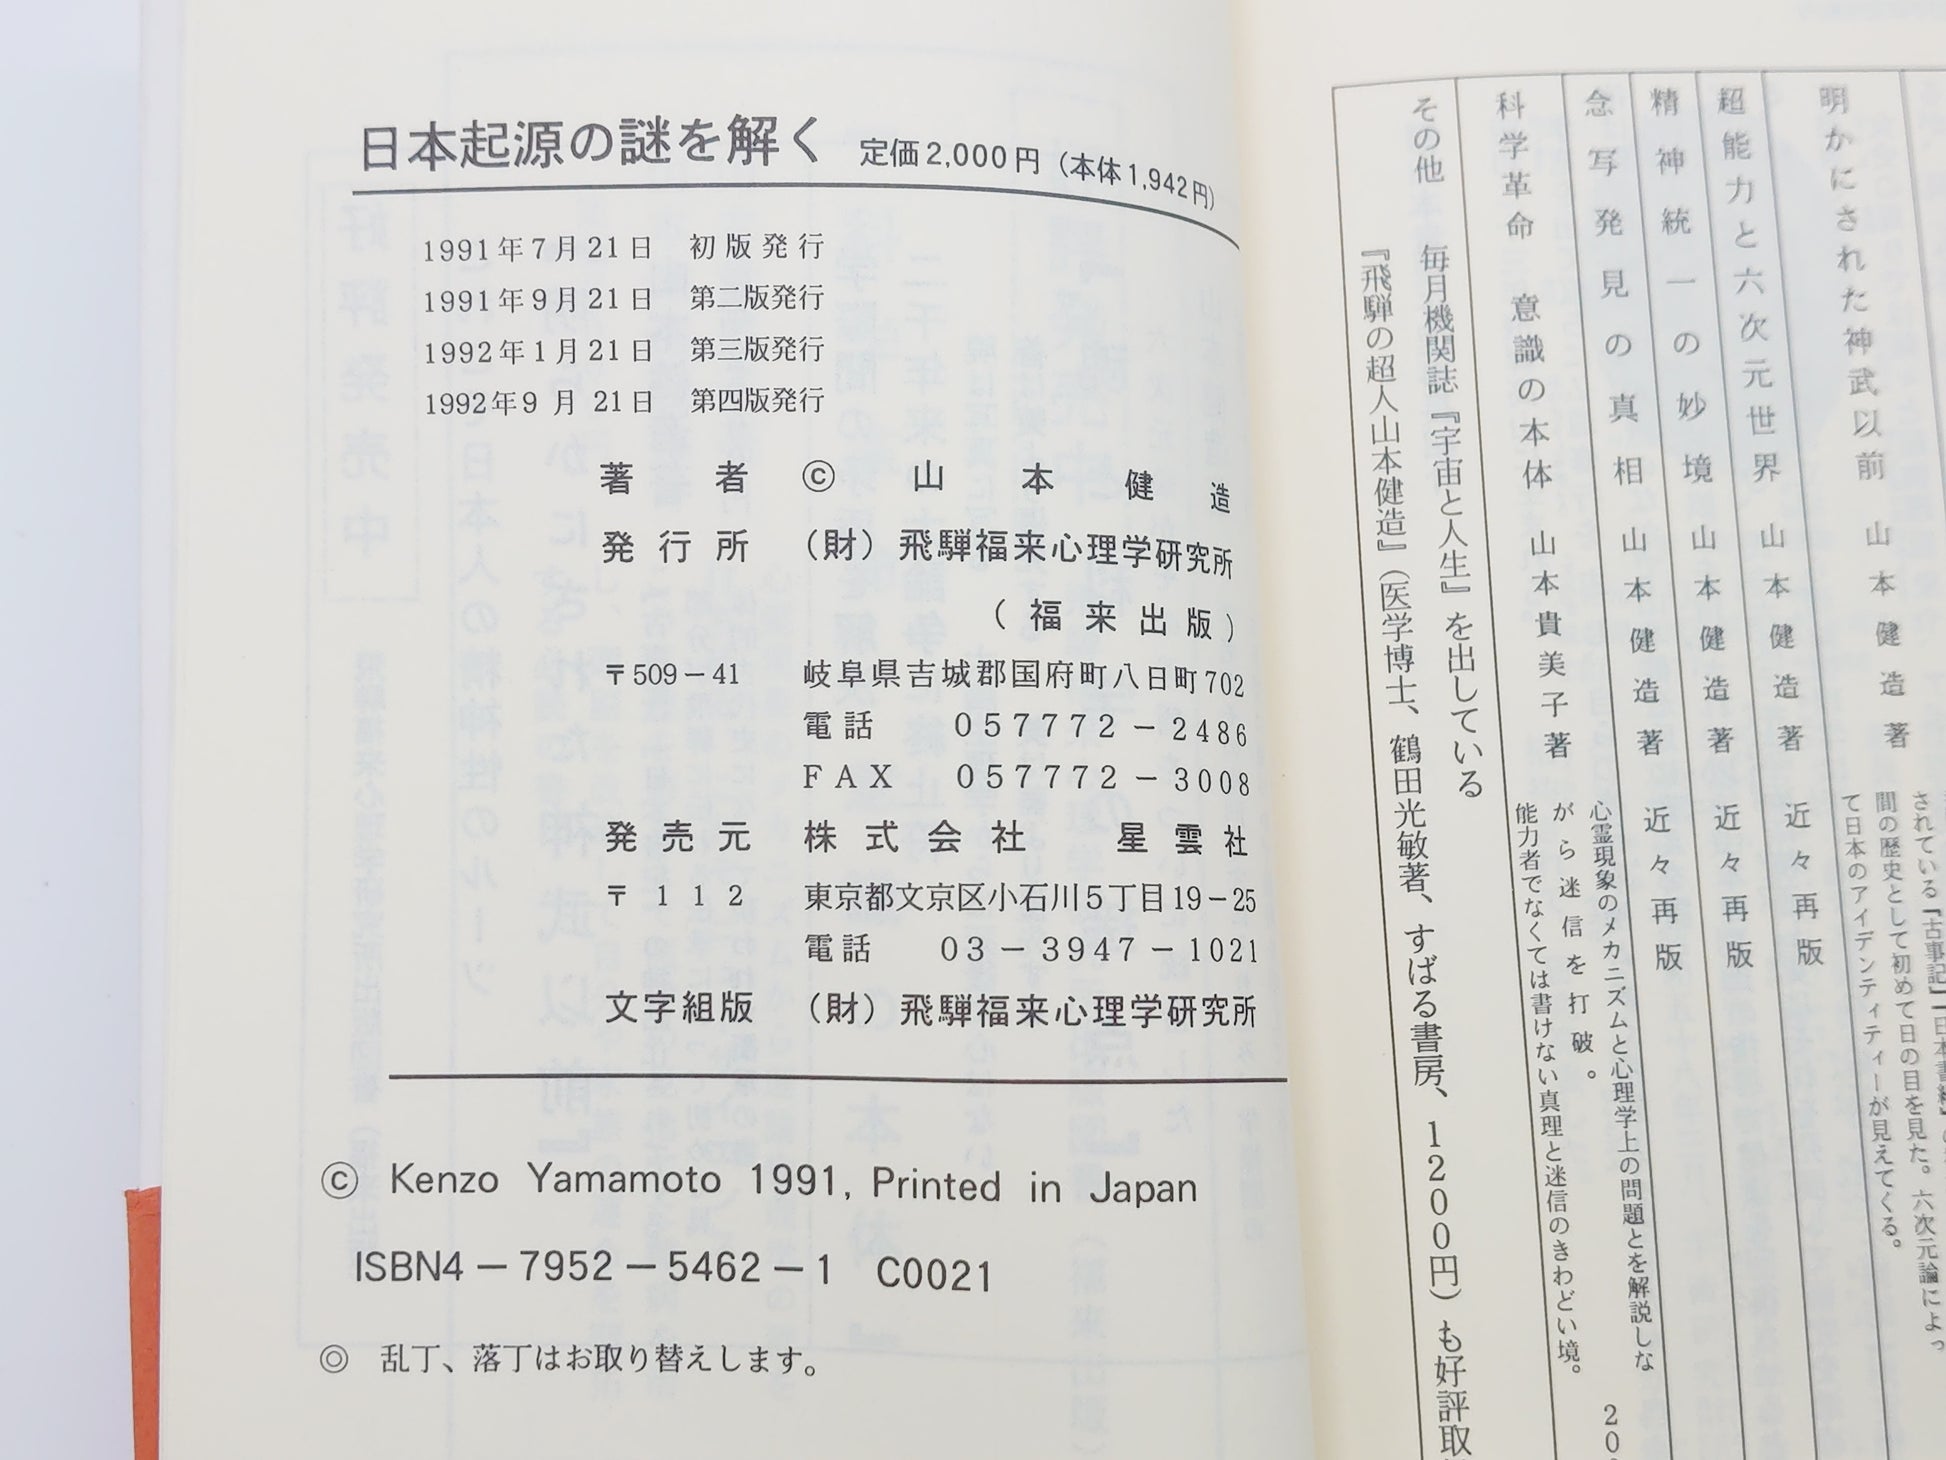 日本起源の謎を解く 定価2,000円（本体1,942円）
1991年7月21日 初版発行
1991年9月21日 第二版発行
1992年1月21日 第三版発行
1992年9月21日 第四版発行
著者 © 山本健造
発行所 （財）飛騨福来心理学研究所
（福来出版）
〒509－41 岐阜県吉城郡国府町八日町702
電話 057772－2486
FAX 057772－3008
発売元 株式会社 星雲社
〒112 東京都文京区小石川5丁目19－25
電話 03－3947－1021
文字組版 （財）飛騨福来心理学研究所
© Kenzo Yamamoto 1991, Printed in Japan
ISBN4－7952－5462－1 C0021
◎ 乱丁、落丁はお取り替えします。
されている『古事記』『日本書紀』
間の歴史として初めて日の目を見た。六次元論によっ
て日本のアイデンティティーが見えてくる。
明かにされた神武以前 山本健造著
超能力と六次元世界 山本健造著 近々再版
精神統一の妙境 山本健造著 近々再版
念写発見の真相 山本健造著 近々再版
科学革命 意識の本体 山本貴美子著
心霊現象のメカニズムと心理学上の問題とを解説しな
がら迷信を打破。
能力者でなくては書けない真理と迷信のきわどい境。
その他 毎月機関誌『宇宙と人生』を出している
『飛騨の超人山本健造』（医学博士、鶴田光敏著、すばる書房、1200円）も好評取